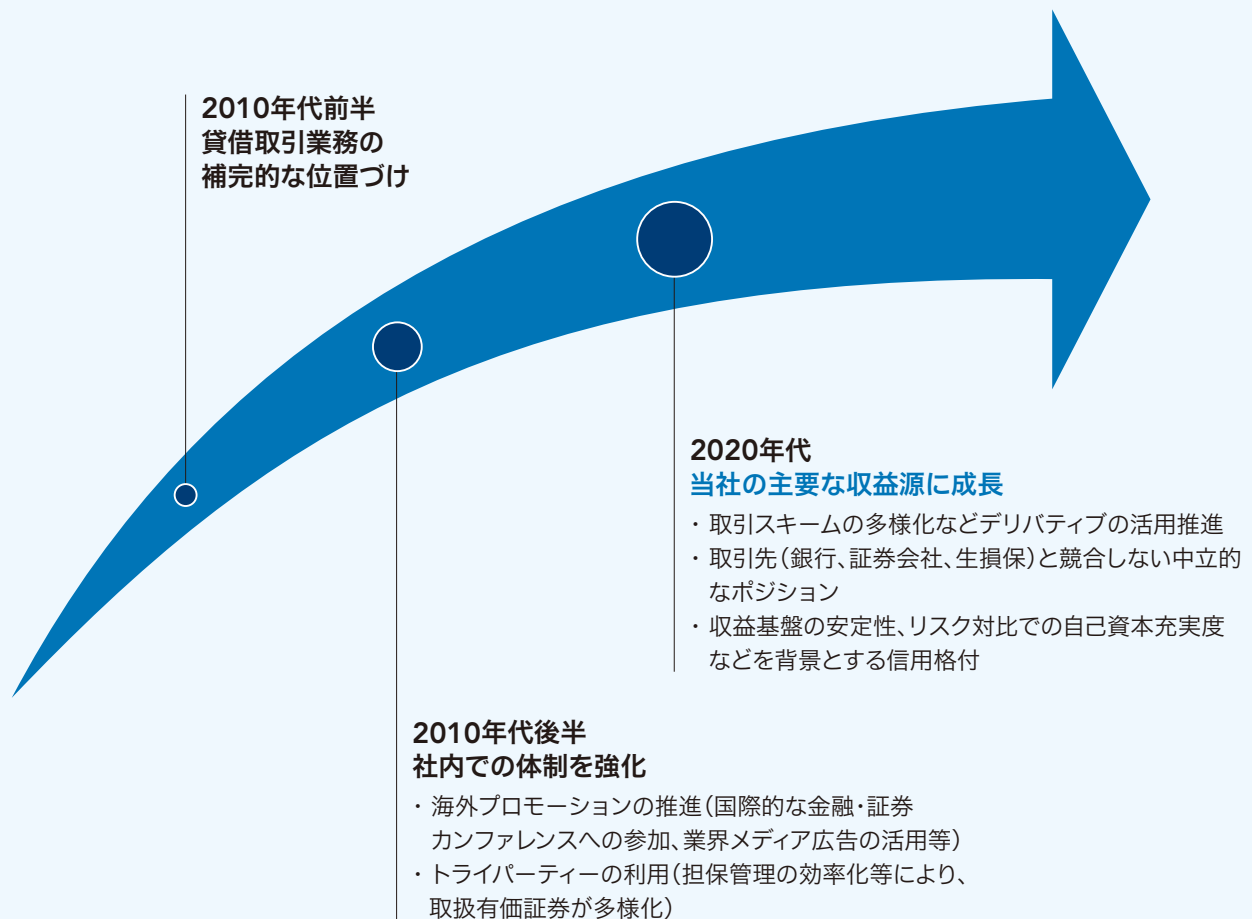 2010年代前半
貸借取引業務の
補完的な位置づけ
2020年代
当社の主要な収益源に成長
・ 取引スキームの多様化などデリバティブの活用推進
・ 取引先（銀行、証券会社、生損保）と競合しない中立的
なポジション
・ 収益基盤の安定性、リスク対比での自己資本充実度
などを背景とする信用格付
2010年代後半
社内での体制を強化
・ 海外プロモーションの推進（国際的な金融・証券
カンファレンスへの参加、業界メディア広告の活用等）
・ トライパーティーの利用（担保管理の効率化等により、
取扱有価証券が多様化）